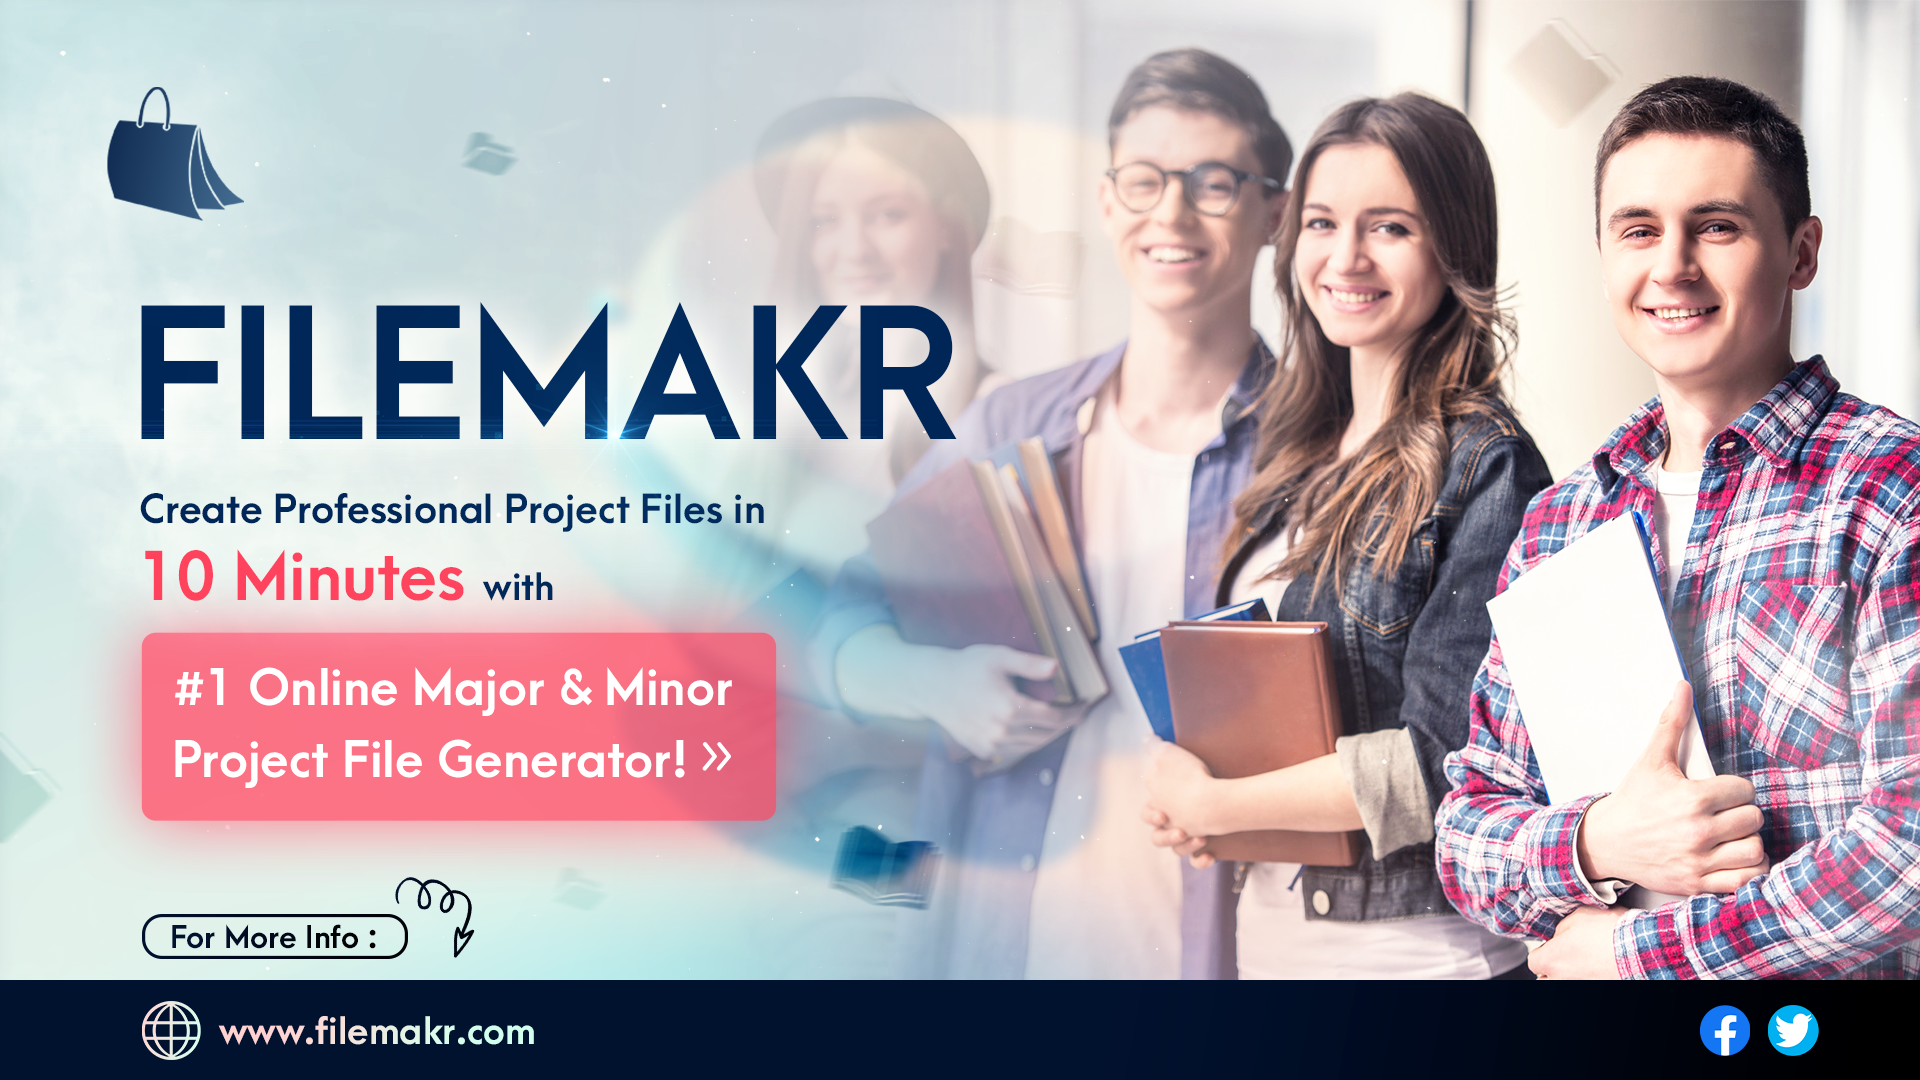 FILEMAKR
Create Professional Project Files in
10 Minutes with
#1 Online Major & Minor
Project File Generator! »
For More Info :
www.filemakr.com